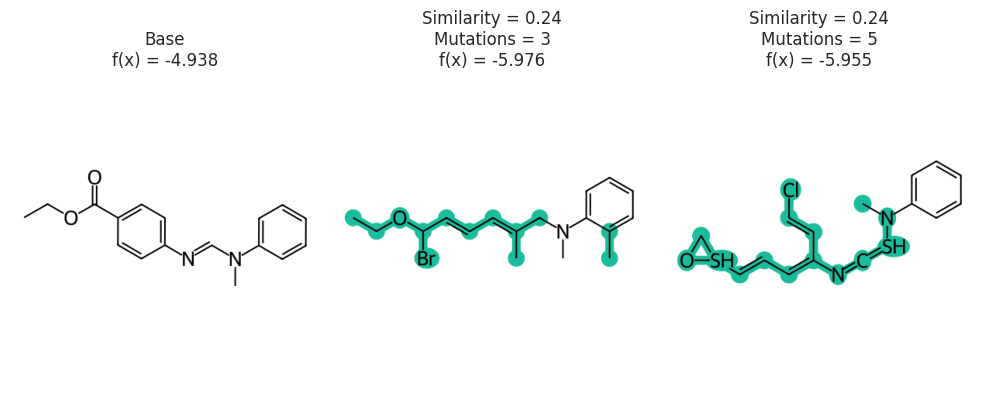 Base
f(x) = -4.938
Similarity = 0.24
Mutations = 3
f(x) = -5.976
Similarity = 0.24
Mutations = 5
f(x) = -5.955
O
O
N
N
O
Br
N
Cl
O
SH
N
C
SH
N